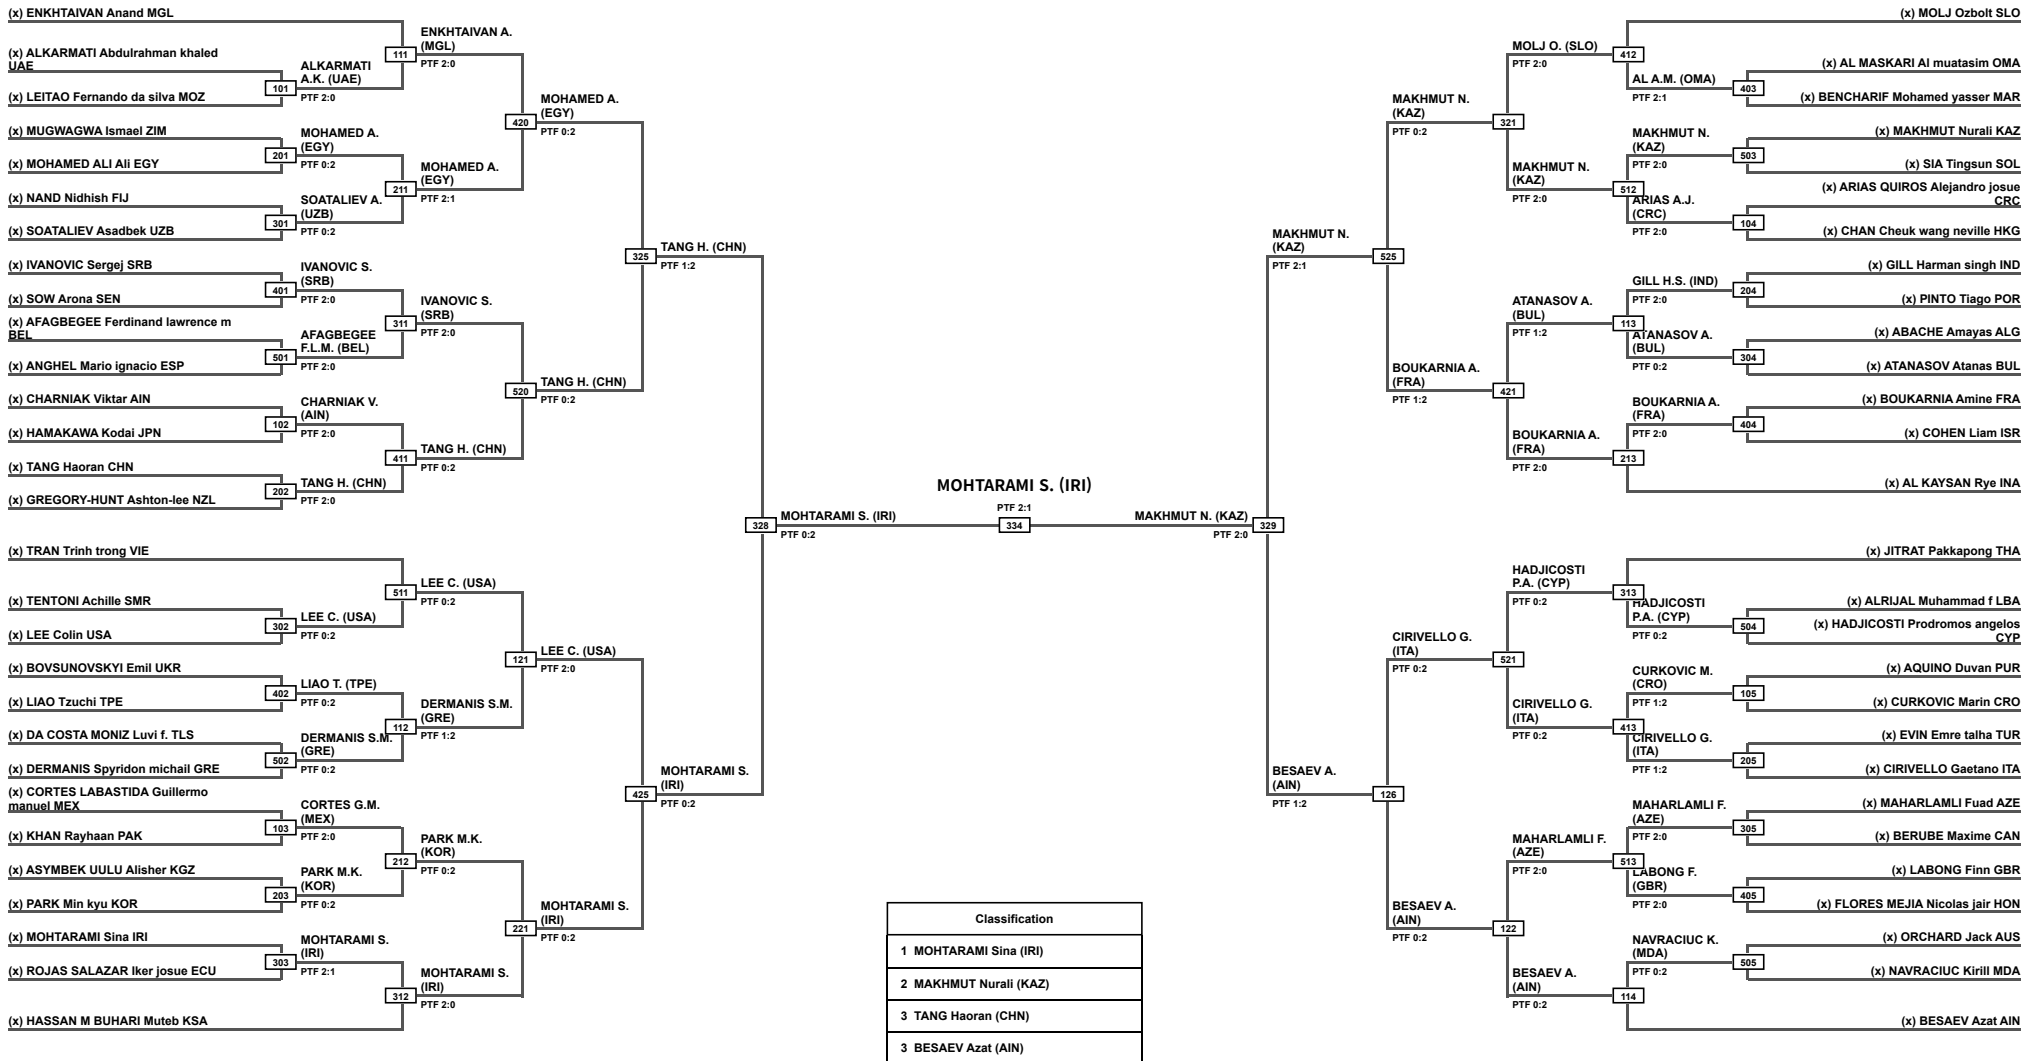 (x) ENKHTAIVAN Anand MGL
(x) ALKARMATI Abdulrahman khaled
UAE
(x) LEITAO Fernando da silva MOZ
(x) MUGWAGWA Ismael ZIM
(x) MOHAMED ALI Ali EGY
(x) NAND Nidhish FIJ
(x) SOATALIEV Asadbek UZB
(x) IVANOVIC Sergej SRB
(x) SOW Arona SEN
(x) AFAGBEGEE Ferdinand lawrence m
BEL
(x) ANGHEL Mario ignacio ESP
(x) CHARNIAK Viktar AIN
(x) HAMAKAWA Kodai JPN
(x) TANG Haoran CHN
(x) GREGORY-HUNT Ashton-lee NZL
(x) TRAN Trinh trong VIE
(x) TENTONI Achille SMR
(x) LEE Colin USA
(x) BOVSUNOVSKYI Emil UKR
(x) LIAO Tzuchi TPE
(x) DA COSTA MONIZ Luvi f. TLS
(x) DERMANIS Spyridon michail GRE
(x) CORTES LABASTIDA Guillermo
manuel MEX
(x) KHAN Rayhaan PAK
(x) ASYMBEK UULU Alisher KGZ
(x) PARK Min kyu KOR
(x) MOHTARAMI Sina IRI
(x) ROJAS SALAZAR Iker josue ECU
(x) HASSAN M BUHARI Muteb KSA
101
ALKARMATI
A.K. (UAE)
PTF 2:0
201
MOHAMED A.
(EGY)
PTF 0:2
301
SOATALIEV A.
(UZB)
PTF 0:2
401
IVANOVIC S.
(SRB)
PTF 2:0
501
AFAGBEGEE
F.L.M. (BEL)
PTF 2:0
102
CHARNIAK V.
(AIN)
PTF 2:0
202
TANG H. (CHN)
PTF 2:0
302
LEE C. (USA)
PTF 0:2
402
LIAO T. (TPE)
PTF 0:2
502
DERMANIS S.M.
(GRE)
PTF 0:2
103
CORTES G.M.
(MEX)
PTF 2:0
203
PARK M.K.
(KOR)
PTF 0:2
303
MOHTARAMI S.
(IRI)
PTF 2:1
111
ENKHTAIVAN A.
(MGL)
PTF 2:0
211
MOHAMED A.
(EGY)
PTF 2:1
311
IVANOVIC S.
(SRB)
PTF 2:0
411
TANG H. (CHN)
PTF 0:2
511
LEE C. (USA)
PTF 0:2
112
DERMANIS S.M.
(GRE)
PTF 1:2
212
PARK M.K.
(KOR)
PTF 0:2
312
MOHTARAMI S.
(IRI)
PTF 2:0
420
MOHAMED A.
(EGY)
PTF 0:2
520
TANG H. (CHN)
PTF 0:2
121
LEE C. (USA)
PTF 2:0
221
MOHTARAMI S.
(IRI)
PTF 0:2
325
TANG H. (CHN)
PTF 1:2
425
MOHTARAMI S.
(IRI)
PTF 0:2
328
MOHTARAMI S. (IRI)
PTF 0:2
MOHTARAMI S. (IRI)
PTF 2:1
334
MAKHMUT N. (KAZ)
PTF 2:0
329
MAKHMUT N.
(KAZ)
PTF 2:1
525
BESAEV A.
(AIN)
PTF 1:2
126
MAKHMUT N.
(KAZ)
PTF 0:2
321
BOUKARNIA A.
(FRA)
PTF 1:2
421
CIRIVELLO G.
(ITA)
PTF 0:2
521
BESAEV A.
(AIN)
PTF 0:2
122
MOLJ O. (SLO)
PTF 2:0
412
MAKHMUT N.
(KAZ)
PTF 2:0
512
ATANASOV A.
(BUL)
PTF 1:2
113
BOUKARNIA A.
(FRA)
PTF 2:0
213
HADJICOSTI
P.A. (CYP)
PTF 0:2
313
CIRIVELLO G.
(ITA)
PTF 0:2
413
MAHARLAMLI F.
(AZE)
PTF 2:0
513
BESAEV A.
(AIN)
PTF 0:2
114
AL A.M. (OMA)
PTF 2:1
403
MAKHMUT N.
(KAZ)
PTF 2:0
503
ARIAS A.J.
(CRC)
PTF 2:0
104
GILL H.S. (IND)
PTF 2:0
204
ATANASOV A.
(BUL)
PTF 0:2
304
BOUKARNIA A.
(FRA)
PTF 2:0
404
HADJICOSTI
P.A. (CYP)
PTF 0:2
504
CURKOVIC M.
(CRO)
PTF 1:2
105
CIRIVELLO G.
(ITA)
PTF 1:2
205
MAHARLAMLI F.
(AZE)
PTF 2:0
305
LABONG F.
(GBR)
PTF 2:0
405
NAVRACIUC K.
(MDA)
PTF 0:2
505
(x) MOLJ Ozbolt SLO
(x) AL MASKARI Al muatasim OMA
(x) BENCHARIF Mohamed yasser MAR
(x) MAKHMUT Nurali KAZ
(x) SIA Tingsun SOL
(x) ARIAS QUIROS Alejandro josue
CRC
(x) CHAN Cheuk wang neville HKG
(x) GILL Harman singh IND
(x) PINTO Tiago POR
(x) ABACHE Amayas ALG
(x) ATANASOV Atanas BUL
(x) BOUKARNIA Amine FRA
(x) COHEN Liam ISR
(x) AL KAYSAN Rye INA
(x) JITRAT Pakkapong THA
(x) ALRIJAL Muhammad f LBA
(x) HADJICOSTI Prodromos angelos
CYP
(x) AQUINO Duvan PUR
(x) CURKOVIC Marin CRO
(x) EVIN Emre talha TUR
(x) CIRIVELLO Gaetano ITA
(x) MAHARLAMLI Fuad AZE
(x) BERUBE Maxime CAN
(x) LABONG Finn GBR
(x) FLORES MEJIA Nicolas jair HON
(x) ORCHARD Jack AUS
(x) NAVRACIUC Kirill MDA
(x) BESAEV Azat AIN
Classification
1 MOHTARAMI Sina (IRI)
2 MAKHMUT Nurali (KAZ)
3 TANG Haoran (CHN)
3 BESAEV Azat (AIN)